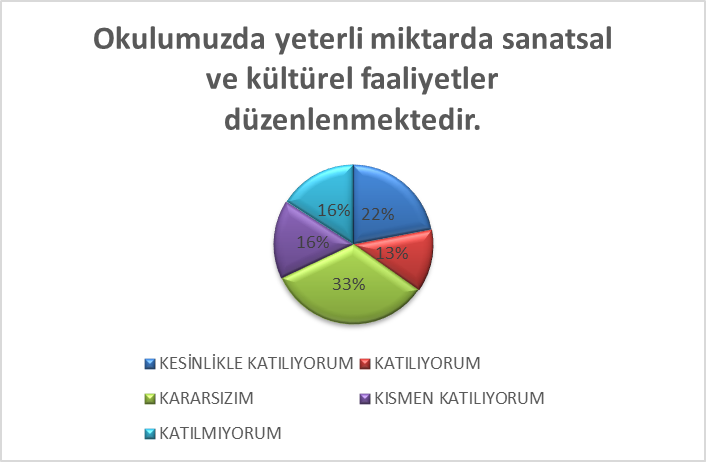 Okulumuzda yeterli miktarda sanatsal
ve kültürel faaliyetler
düzenlenmektedir.
16%
22%
16%
13%
33%
KESİNLİKLE KATILIYORUM
KATILIYORUM
KARARSIZIM
KISMEN KATILIYORUM
KATILMIYORUM